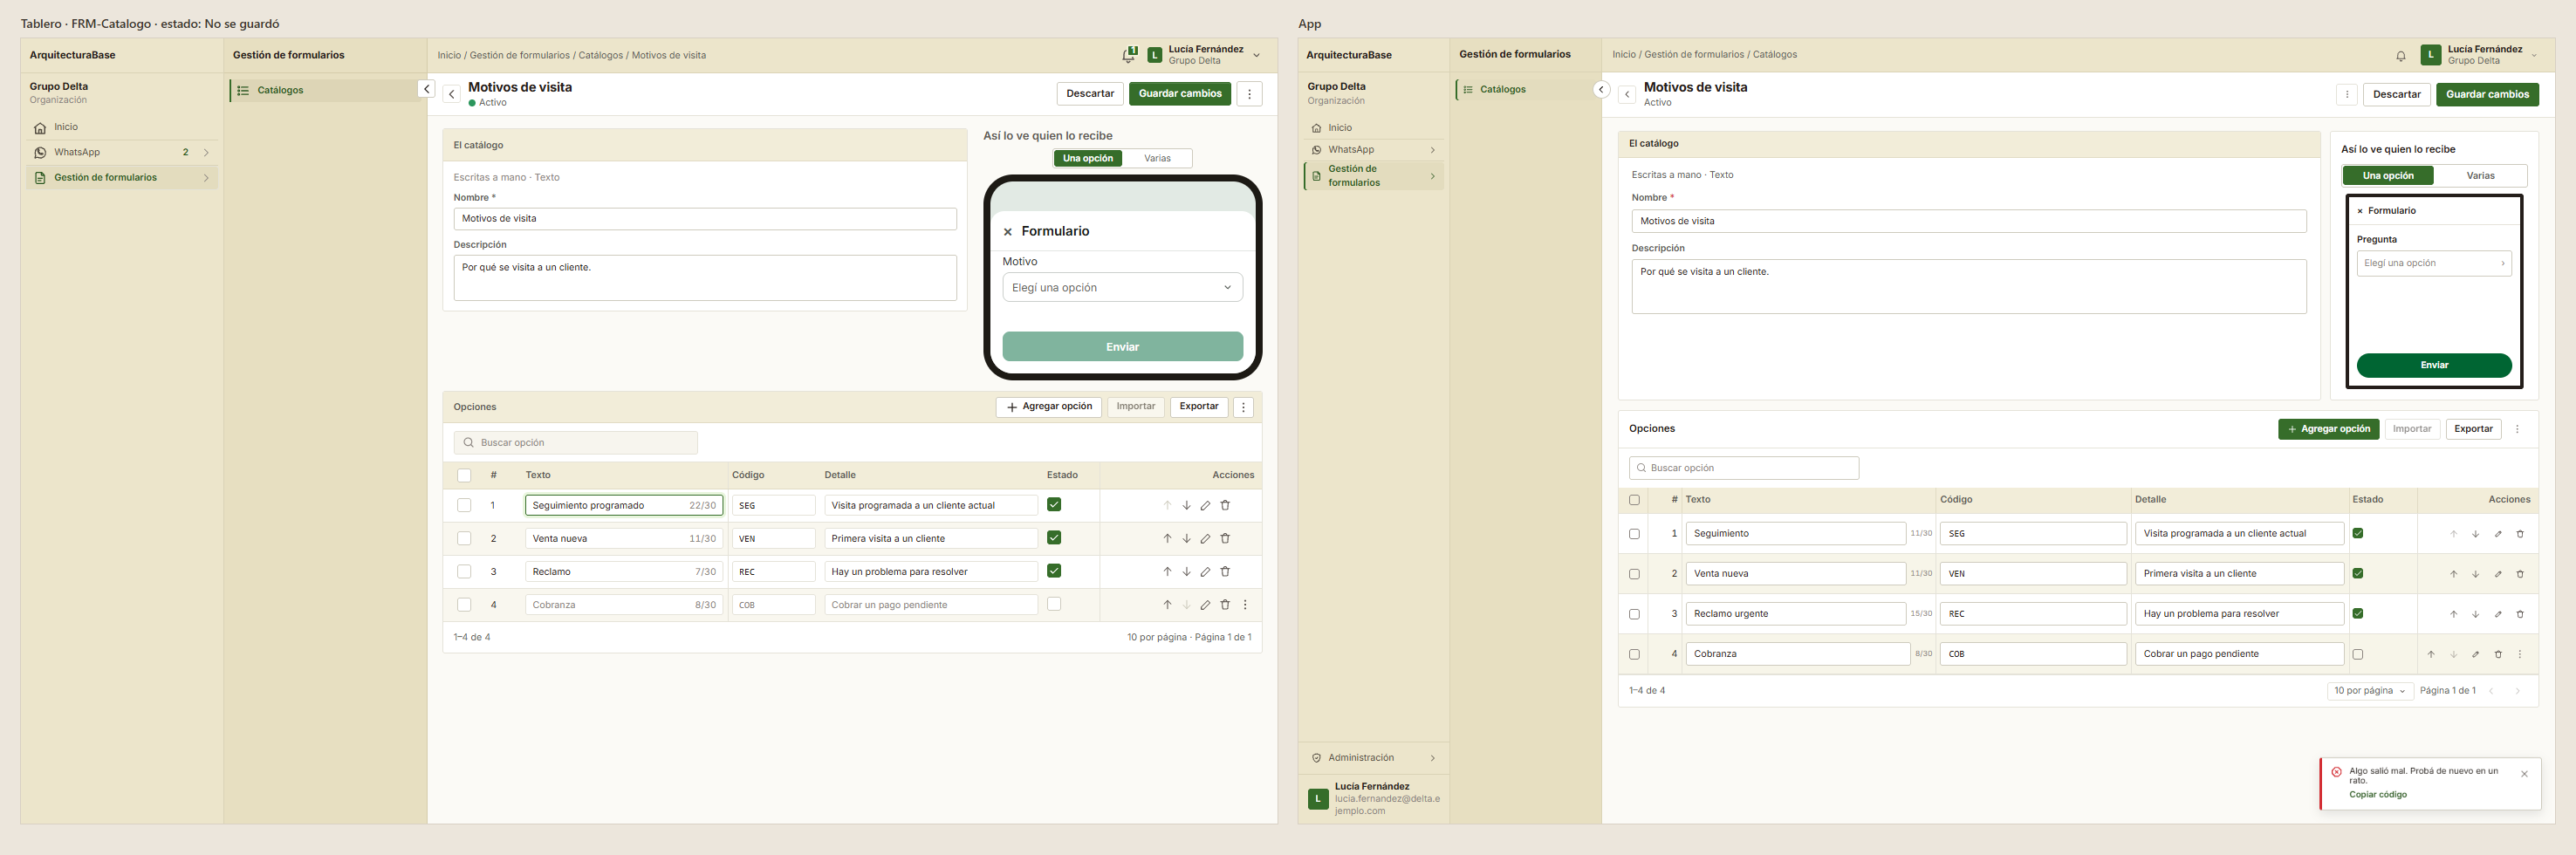 Tablero · FRM-Catalogo · estado: No se guardó
ArquitecturaBase
Grupo Delta
Organización
Inicio
WhatsApp 2
Gestión de formularios
Gestión de formularios
Catálogos
Inicio / Gestión de formularios / Catálogos / Motivos de visita
1
L
Lucía Fernández
Grupo Delta
Motivos de visita
Activo
Descartar
Guardar cambios
El catálogo
Escritas a mano · Texto
Nombre *
Motivos de visita
Descripción
Por qué se visita a un cliente.
Así lo ve quien lo recibe
Una opción Varias
× Formulario
Motivo
Elegí una opción
Enviar
Opciones
+ Agregar opción Importar Exportar
Buscar opción
# Texto Código Detalle Estado Acciones
1 Seguimiento programado 22/30 SEG Visita programada a un cliente actual
2 Venta nueva 11/30 VEN Primera visita a un cliente
3 Reclamo 7/30 REC Hay un problema para resolver
4 Cobranza 8/30 COB Cobrar un pago pendiente
1–4 de 4 10 por página · Página 1 de 1
App
ArquitecturaBase
Grupo Delta
Organización
Inicio
WhatsApp
Gestión de
formularios
Administración
L
Lucía Fernández
lucia.fernandez@delta.e
jemplo.com
Gestión de formularios
Catálogos
Inicio / Gestión de formularios / Catálogos
L
Lucía Fernández
Grupo Delta
Motivos de visita
Activo
Descartar
Guardar cambios
El catálogo
Escritas a mano · Texto
Nombre *
Motivos de visita
Descripción
Por qué se visita a un cliente.
Así lo ve quien lo recibe
Una opción Varias
× Formulario
Pregunta
Elegí una opción
Enviar
Opciones
+ Agregar opción Importar Exportar
Buscar opción
# Texto Código Detalle Estado Acciones
1 Seguimiento 11/30 SEG Visita programada a un cliente actual
2 Venta nueva 11/30 VEN Primera visita a un cliente
3 Reclamo urgente 15/30 REC Hay un problema para resolver
4 Cobranza 8/30 COB Cobrar un pago pendiente
1–4 de 4 10 por página Página 1 de 1
Algo salió mal. Probá de nuevo en un
rato.
Copiar código